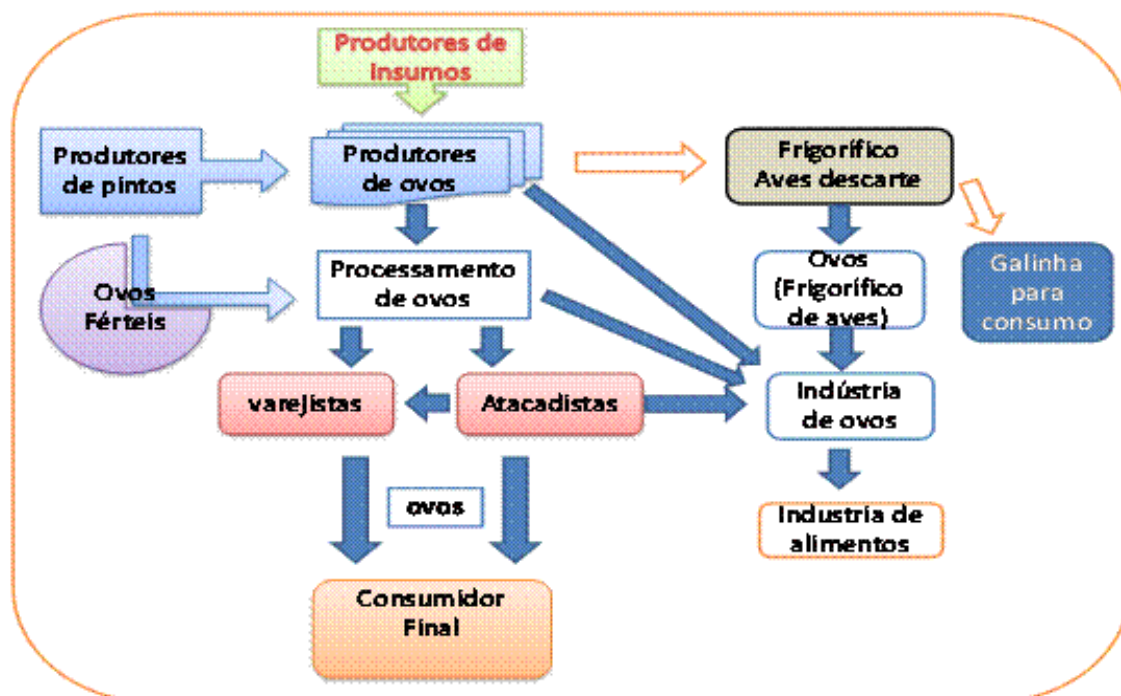 Produtores de
Insumos
Produtores
de pintos
Produtores
de ovos
Frigorífico
Aves descarte
Ovos
Férteis
Processamento
de ovos
Ovos
(Frigorífico
de aves)
Galinha
para
consumo
varejistas
Atacadistas
Indústria
de ovos
ovos
Industria de
alimentos
Consumidor
Final